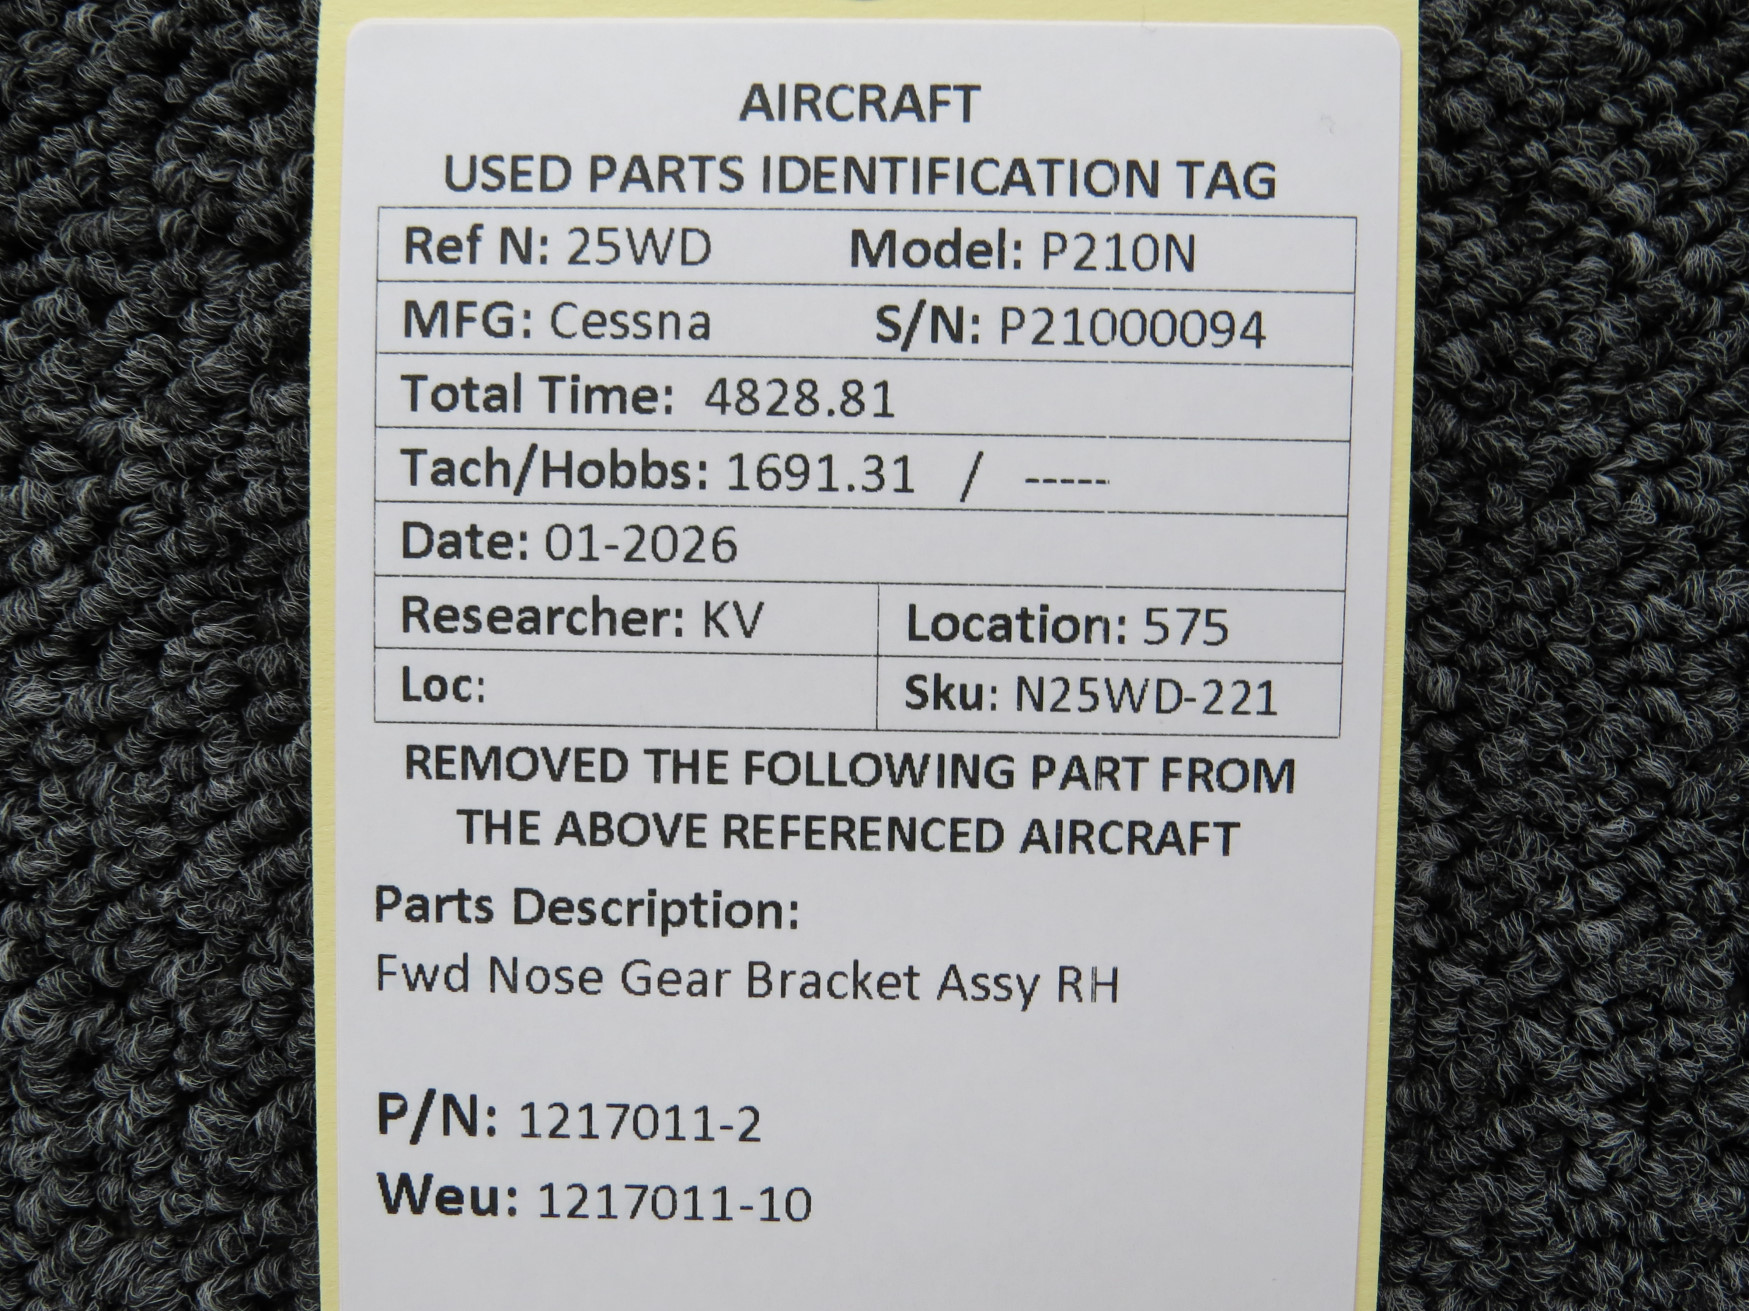 AIRCRAFT
USED PARTS IDENTIFICATION TAG
Ref N: 25WD Model: P210N
MFG: Cessna S/N: P21000094
Total Time: 4828.81
Tach/Hobbs: 1691.31 / -----
Date: 01-2026
Researcher: KV Location: 575
Loc: Sku: N25WD-221
REMOVED THE FOLLOWING PART FROM
THE ABOVE REFERENCED AIRCRAFT
Parts Description:
Fwd Nose Gear Bracket Assy RH
P/N: 1217011-2
Weu: 1217011-10